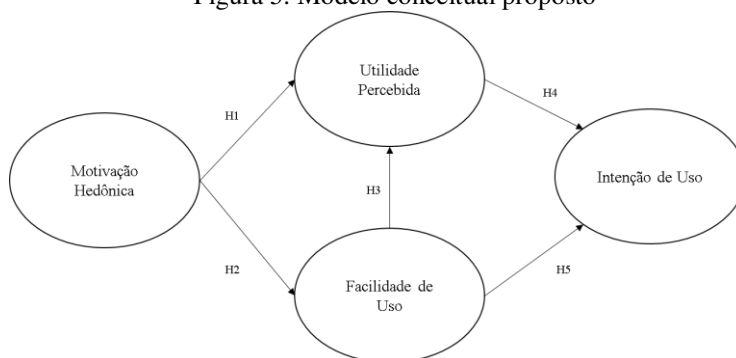 Figura 3. Modelo conceitual proposto
Utilidade
Percebida
H1
H4
Motivação
Hedônica
H3
Intenção de Uso
H2
H5
Facilidade de
Uso